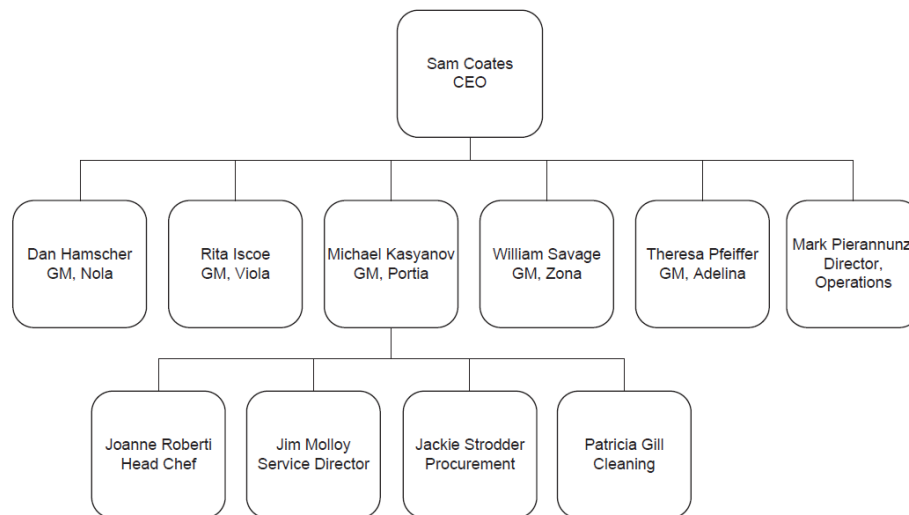 Sam Coates
CEO
Dan Hamscher
GM, Nola
Rita Iscoe
GM, Viola
Michael Kasyanov
GM, Portia
William Savage
GM, Zona
Theresa Pfeiffer
GM, Adelina
Mark Pierannunz
Director,
Operations
Joanne Roberti
Head Chef
Jim Molloy
Service Director
Jackie Strodder
Procurement
Patricia Gill
Cleaning